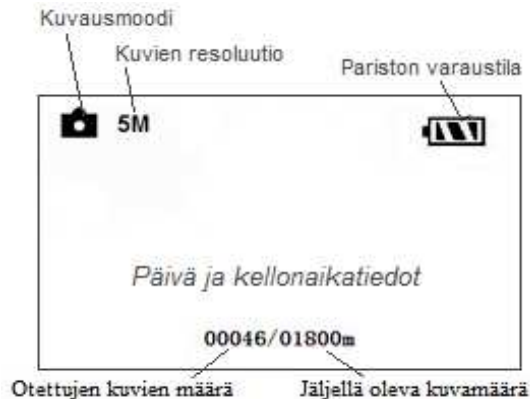 Kuvausmoodi
Kuvien resoluutio
Pariston varaustila
5M
Päivä ja kellonaikatiedot
00046/01800m
Otettujen kuvien määrä
Jäljellä oleva kuvamäärä